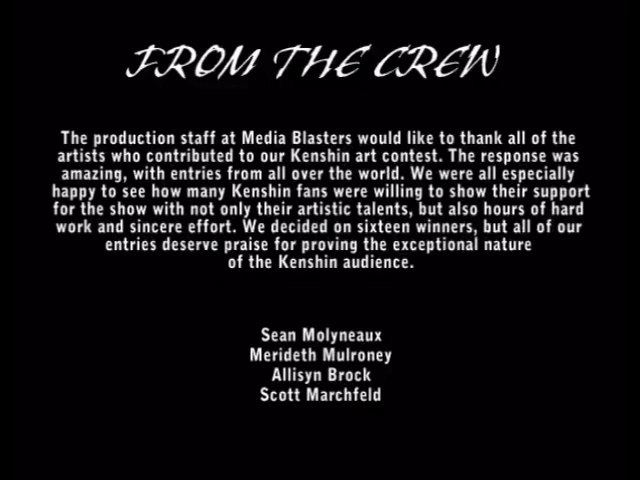 FROM THE CREW
The production staff at Media Blasters would like to thank all of the
artists who contributed to our Kenshin art contest. The response was
amazing, with entries from all over the world. We were all especially
happy to see how many Kenshin fans were willing to show their support
for the show with not only their artistic talents, but also hours of hard
work and sincere effort. We decided on sixteen winners, but all of our
entries deserve praise for proving the exceptional nature
of the Kenshin audience.
Sean Molyneaux
Merideth Mulroney
Allisyn Brock
Scott Marchfeld